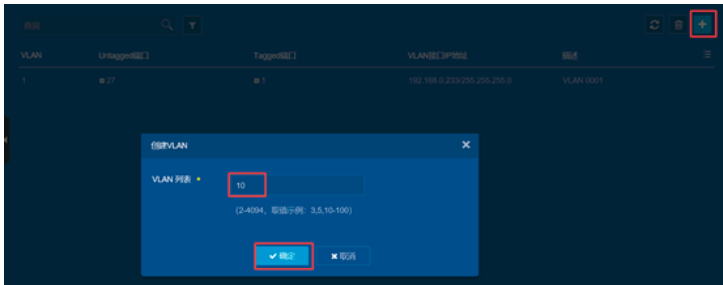 查询
VLAN Untagged端口 Tagged端口 VLAN接口IP地址 描述
1 27 1 192.168.0.233/255.255.255.0 VLAN 0001
创建VLAN
VLAN 列表 10
(2-4094，取值示例：3,5,10-100)
确定 取消